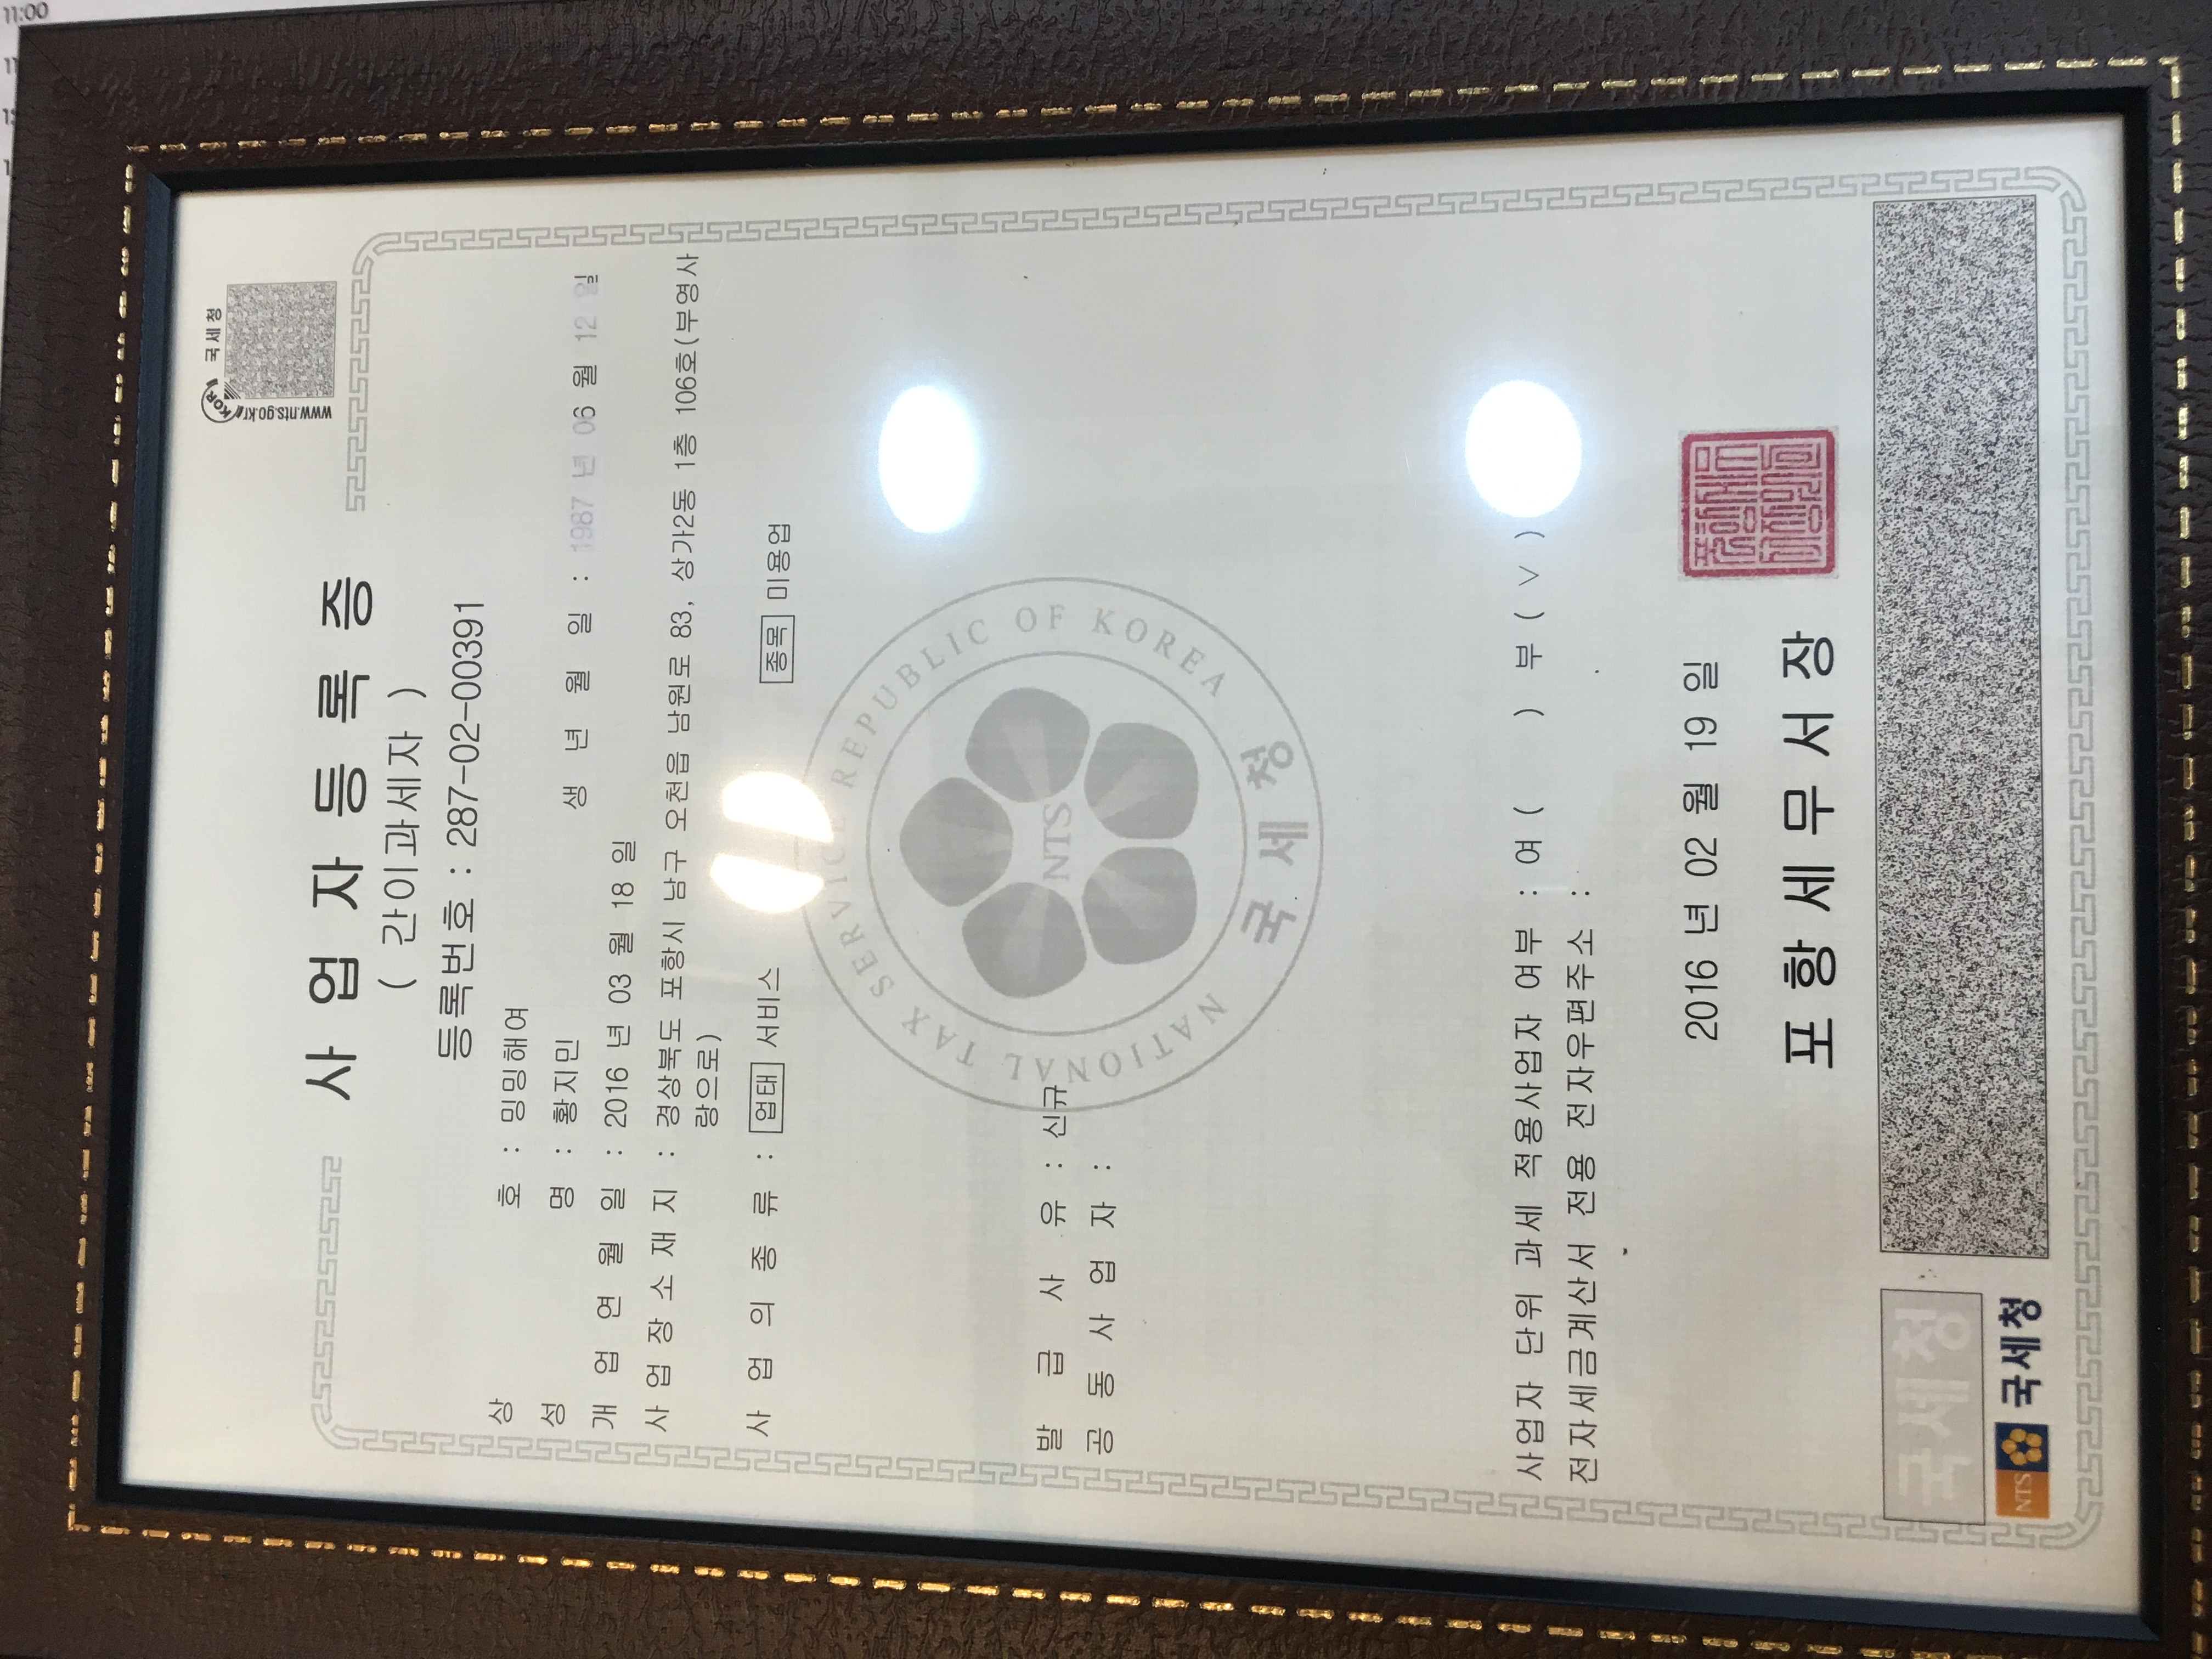 11:00
국세청
KOR
www.nts.go.kr
사 업 자 등 록 증
( 간이과세자 )
등록번호 : 287-02-00391
상 호 : 밍밍해여
성 명 : 황지민 생 년 월 일 : 1987 년 06 월 12 일
개 업 연 월 일 : 2016 년 03 월 18 일
사 업 장 소 재 지 : 경상북도 포항시 남구 오천읍 남원로 83, 상가2동 1층 106호(부영사
랑으로)
사 업 의 종 류 : 업태 서비스 종목 미용업
NATIONAL TAX SERVICE REPUBLIC OF KOREA
NTS
국세청
발 급 사 유 : 신규
공 동 사 업 자 :
사업자 단위 과세 적용사업자 여부 : 여 ( ) 부 ( ∨ )
전자세금계산서 전용 전자우편주소 :
2016 년 02 월 19 일
포 항 세 무 서 장
국세청
NTS 국세청